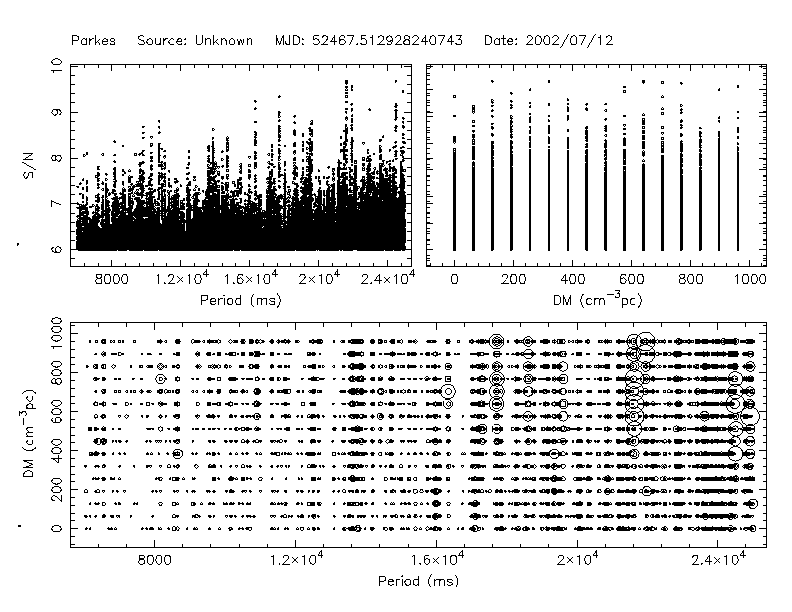 Parkes Source: Unknown MJD: 52467.512928240743 Date: 2002/07/12
10
9
8
7
6
S/N
8000 1.2×10⁴ 1.6×10⁴ 2×10⁴ 2.4×10⁴
Period (ms)
0 200 400 600 800 1000
DM (cm⁻³pc)
1000
800
600
400
200
0
DM (cm⁻³pc)
8000 1.2×10⁴ 1.6×10⁴ 2×10⁴ 2.4×10⁴
Period (ms)